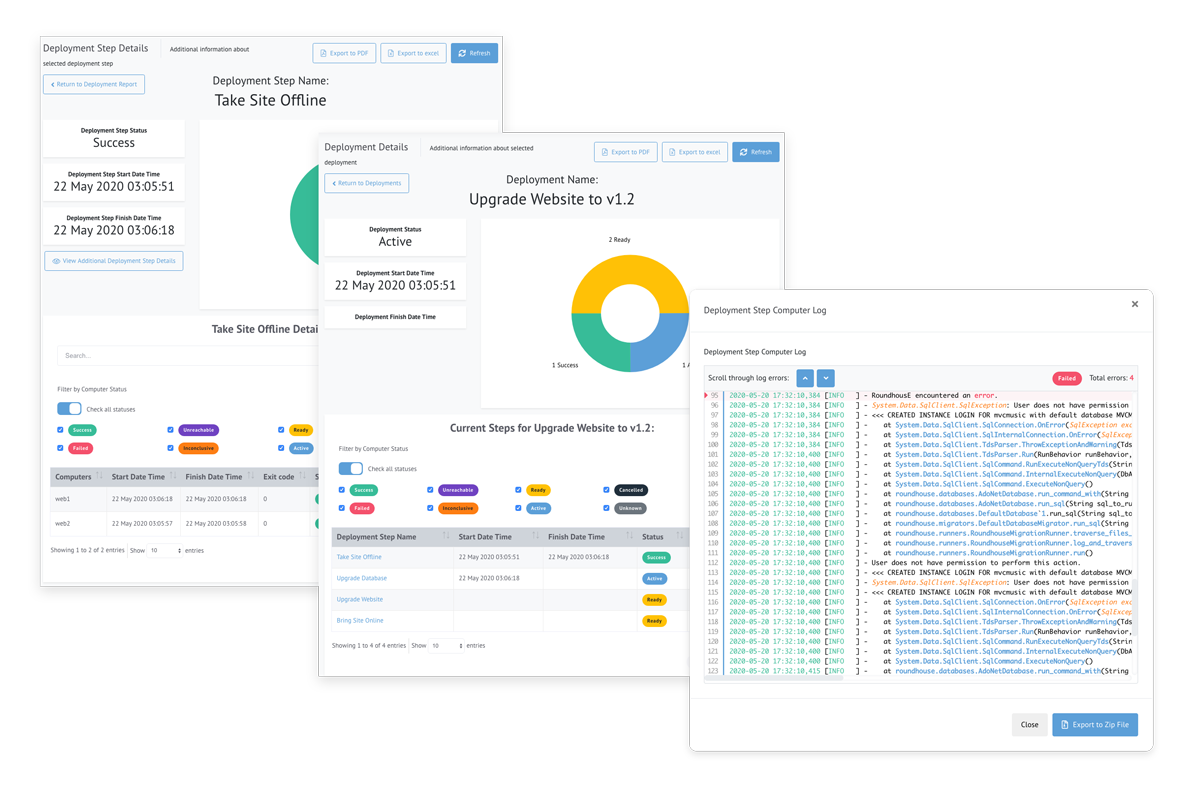 Deployment Step Details
Additional information about
selected deployment step
Export to PDF
Export to excel
Refresh
Return to Deployment Report
Deployment Step Name:
Take Site Offline
Deployment Step Status
Success
Deployment Step Start Date Time
22 May 2020 03:05:51
Deployment Step Finish Date Time
22 May 2020 03:06:18
View Additional Deployment Step Details
Take Site Offline Detai
Search...
Filter by Computer Status
Check all statuses
Success Unreachable Ready
Failed Inconclusive Active
Computers Start Date Time Finish Date Time Exit code S
web1 22 May 2020 03:06:18 22 May 2020 03:06:18 0
web2 22 May 2020 03:05:57 22 May 2020 03:05:58 0
Showing 1 to 2 of 2 entries Show 10 entries
Deployment Details
Additional information about selected
deployment
Export to PDF
Export to excel
Refresh
Return to Deployments
Deployment Name:
Upgrade Website to v1.2
Deployment Status
Active
Deployment Start Date Time
22 May 2020 03:05:51
Deployment Finish Date Time
2 Ready
1 Success
1 A
Current Steps for Upgrade Website to v1.2:
Filter by Computer Status
Check all statuses
Success Unreachable Ready Cancelled
Failed Inconclusive Active Unknown
Deployment Step Name Start Date Time Finish Date Time Status
Take Site Offline 22 May 2020 03:05:51 22 May 2020 03:06:18 Success
Upgrade Database 22 May 2020 03:06:18 Active
Upgrade Website Ready
Bring Site Online Ready
Showing 1 to 4 of 4 entries Show 10 entries
Deployment Step Computer Log
Deployment Step Computer Log
Scroll through log errors:
Failed
Total errors: 4
95 2020-05-20 17:32:10,384 [INFO ] - RoundhousE encountered an error.
96 2020-05-20 17:32:10,384 [INFO ] - System.Data.SqlClient.SqlException: User does not have permission
97 2020-05-20 17:32:10,384 [INFO ] - <<< CREATED INSTANCE LOGIN FOR mvcmusic with default database MVCM
98 2020-05-20 17:32:10,384 [INFO ] - at System.Data.SqlClient.SqlConnection.OnError(SqlException exc
99 2020-05-20 17:32:10,384 [INFO ] - at System.Data.SqlClient.SqlInternalConnection.OnError(SqlExcep
100 2020-05-20 17:32:10,384 [INFO ] - at System.Data.SqlClient.TdsParser.ThrowExceptionAndWarning(Tds
101 2020-05-20 17:32:10,400 [INFO ] - at System.Data.SqlClient.TdsParser.Run(RunBehavior runBehavior,
102 2020-05-20 17:32:10,400 [INFO ] - at System.Data.SqlClient.SqlCommand.RunExecuteNonQueryTds(Strin
103 2020-05-20 17:32:10,400 [INFO ] - at System.Data.SqlClient.SqlCommand.InternalExecuteNonQuery(DbA
104 2020-05-20 17:32:10,400 [INFO ] - at System.Data.SqlClient.SqlCommand.ExecuteNonQuery()
105 2020-05-20 17:32:10,400 [INFO ] - at roundhouse.databases.AdoNetDatabase.run_command_with(String
106 2020-05-20 17:32:10,400 [INFO ] - at roundhouse.databases.AdoNetDatabase.run_sql(String sql_to_ru
107 2020-05-20 17:32:10,400 [INFO ] - at roundhouse.databases.DefaultDatabase`1.run_sql(String sql_to
108 2020-05-20 17:32:10,400 [INFO ] - at roundhouse.migrators.DefaultDatabaseMigrator.run_sql(String
109 2020-05-20 17:32:10,400 [INFO ] - at roundhouse.runners.RoundhouseMigrationRunner.traverse_files_
110 2020-05-20 17:32:10,400 [INFO ] - at roundhouse.runners.RoundhouseMigrationRunner.log_and_travers
111 2020-05-20 17:32:10,400 [INFO ] - at roundhouse.runners.RoundhouseMigrationRunner.run()
112 2020-05-20 17:32:10,400 [INFO ] - User does not have permission to perform this action.
113 2020-05-20 17:32:10,400 [INFO ] - <<< CREATED INSTANCE LOGIN FOR mvcmusic with default database MVCM
114 2020-05-20 17:32:10,400 [INFO ] - System.Data.SqlClient.SqlException: User does not have permission
115 2020-05-20 17:32:10,400 [INFO ] - <<< CREATED INSTANCE LOGIN FOR mvcmusic with default database MVCM
116 2020-05-20 17:32:10,400 [INFO ] - at System.Data.SqlClient.SqlConnection.OnError(SqlException exc
117 2020-05-20 17:32:10,400 [INFO ] - at System.Data.SqlClient.SqlInternalConnection.OnError(SqlExcep
118 2020-05-20 17:32:10,400 [INFO ] - at System.Data.SqlClient.TdsParser.ThrowExceptionAndWarning(Tds
119 2020-05-20 17:32:10,400 [INFO ] - at System.Data.SqlClient.TdsParser.Run(RunBehavior runBehavior,
120 2020-05-20 17:32:10,400 [INFO ] - at System.Data.SqlClient.SqlCommand.RunExecuteNonQueryTds(Strin
121 2020-05-20 17:32:10,400 [INFO ] - at System.Data.SqlClient.SqlCommand.InternalExecuteNonQuery(DbA
122 2020-05-20 17:32:10,400 [INFO ] - at System.Data.SqlClient.SqlCommand.ExecuteNonQuery()
123 2020-05-20 17:32:10,415 [INFO ] - at roundhouse.databases.AdoNetDatabase.run_command_with(String
Close
Export to Zip File